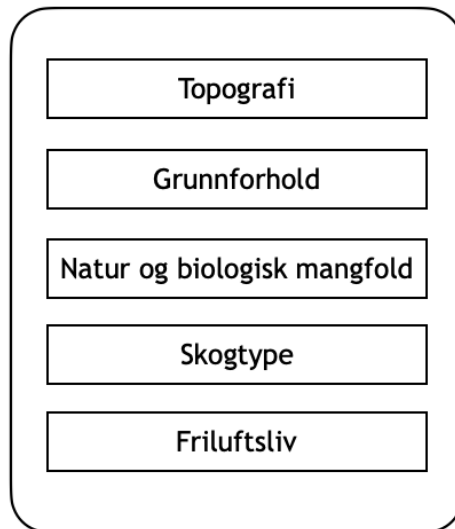 Topografi
Grunnforhold
Natur og biologisk mangfold
Skogtype
Friluftsliv